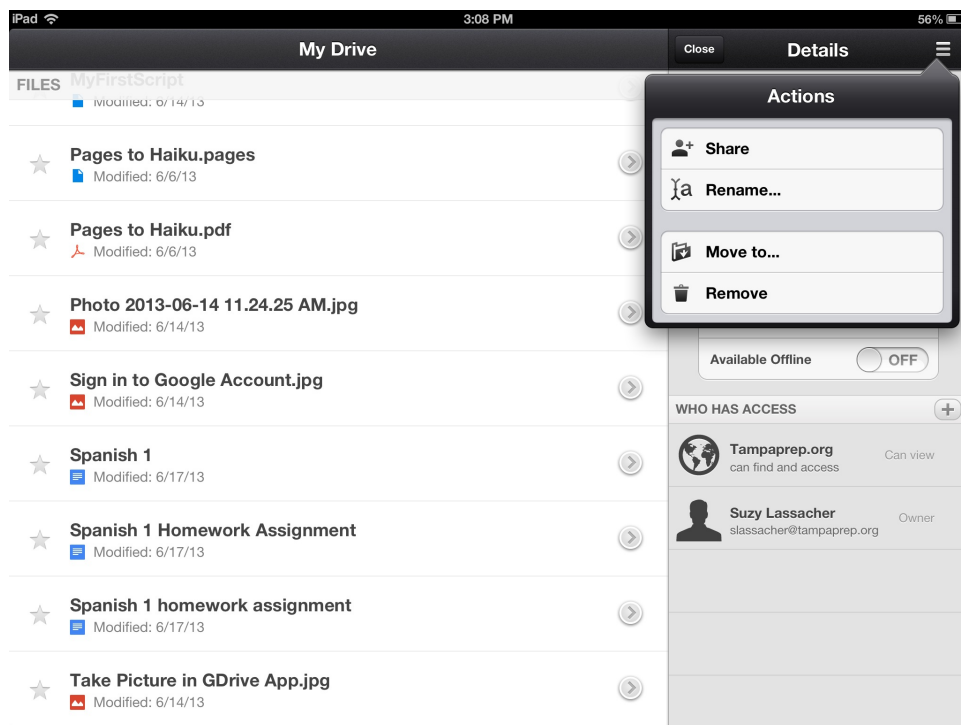 iPad 3:08 PM 56%
My Drive
Close Details
FILES MyFirstScript
Modified: 6/14/13
Pages to Haiku.pages
Modified: 6/6/13
Pages to Haiku.pdf
Modified: 6/6/13
Photo 2013-06-14 11.24.25 AM.jpg
Modified: 6/14/13
Sign in to Google Account.jpg
Modified: 6/14/13
Spanish 1
Modified: 6/17/13
Spanish 1 Homework Assignment
Modified: 6/17/13
Spanish 1 homework assignment
Modified: 6/17/13
Take Picture in GDrive App.jpg
Modified: 6/14/13
Actions
Share
a Rename...
Move to...
Remove
Available Offline OFF
WHO HAS ACCESS
Tampaprep.org Can view
can find and access
Suzy Lassacher Owner
slassacher@tampaprep.org